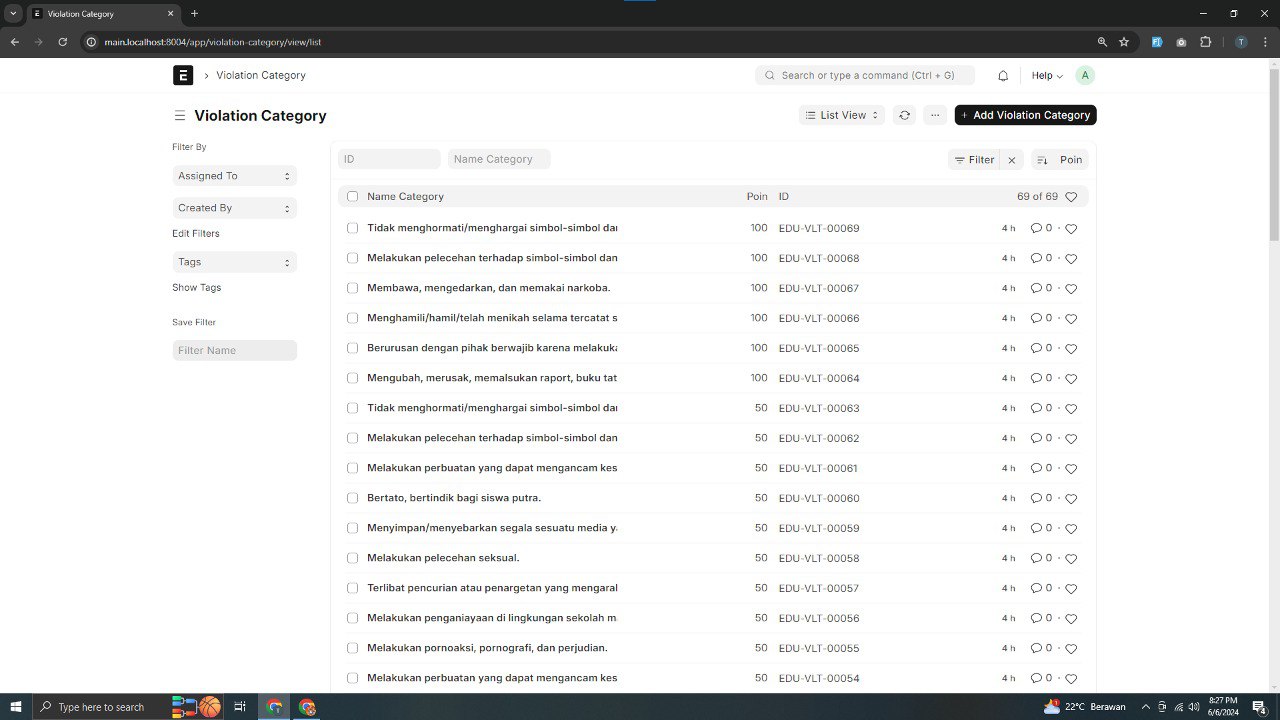 Violation Category
main.localhost:8004/app/violation-category/view/list
T
E
Violation Category
Search or type a command (Ctrl + G)
Help
A
Violation Category
List View
+ Add Violation Category
Filter By
Assigned To
Created By
Edit Filters
Tags
Show Tags
Save Filter
Filter Name
ID
Name Category
Filter
Poin
Name Category Poin ID 69 of 69
Tidak menghormati/menghargai simbol-simbol dar 100 EDU-VLT-00069 4 h 0
Melakukan pelecehan terhadap simbol-simbol dan 100 EDU-VLT-00068 4 h 0
Membawa, mengedarkan, dan memakai narkoba. 100 EDU-VLT-00067 4 h 0
Menghamili/hamil/telah menikah selama tercatat s 100 EDU-VLT-00066 4 h 0
Berurusan dengan pihak berwajib karena melakuka 100 EDU-VLT-00065 4 h 0
Mengubah, merusak, memalsukan raport, buku tat 100 EDU-VLT-00064 4 h 0
Tidak menghormati/menghargai simbol-simbol dar 50 EDU-VLT-00063 4 h 0
Melakukan pelecehan terhadap simbol-simbol dan 50 EDU-VLT-00062 4 h 0
Melakukan perbuatan yang dapat mengancam kes 50 EDU-VLT-00061 4 h 0
Bertato, bertindik bagi siswa putra. 50 EDU-VLT-00060 4 h 0
Menyimpan/menyebarkan segala sesuatu media ya 50 EDU-VLT-00059 4 h 0
Melakukan pelecehan seksual. 50 EDU-VLT-00058 4 h 0
Terlibat pencurian atau penargetan yang mengaral 50 EDU-VLT-00057 4 h 0
Melakukan penganiayaan di lingkungan sekolah m 50 EDU-VLT-00056 4 h 0
Melakukan pornoaksi, pornografi, dan perjudian. 50 EDU-VLT-00055 4 h 0
Melakukan perbuatan yang dapat mengancam kes 50 EDU-VLT-00054 4 h 0
Type here to search
22°C Berawan
8:27 PM
6/6/2024